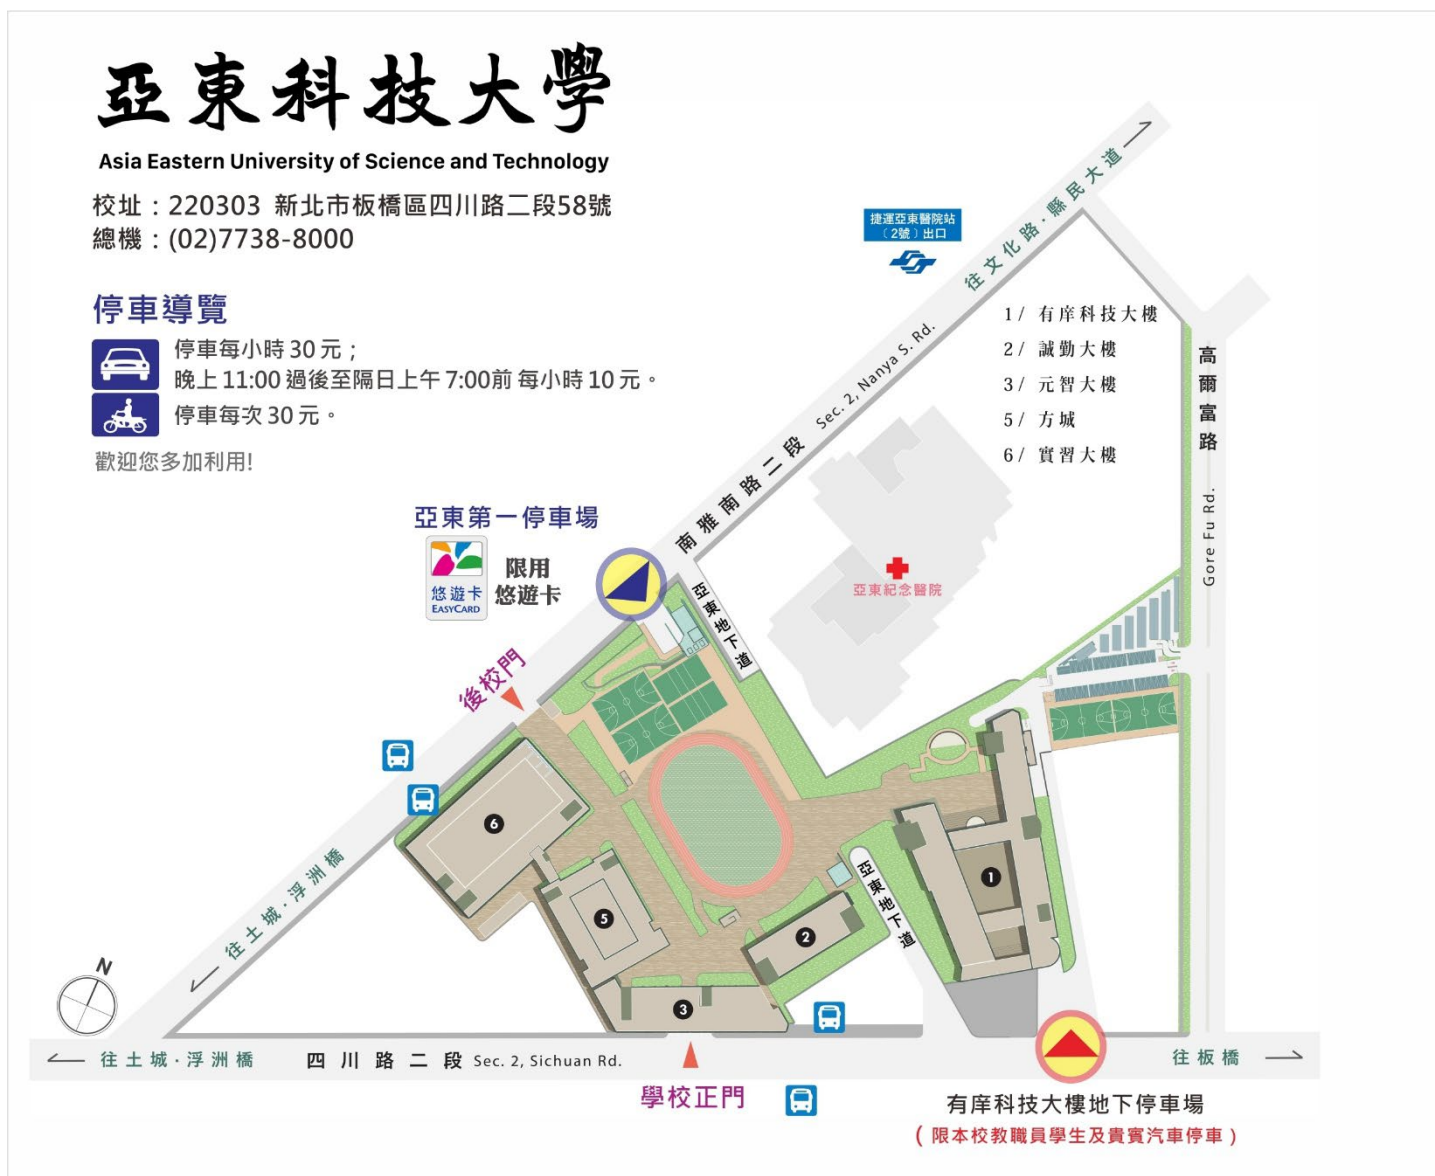 亞東科技大學
Asia Eastern University of Science and Technology
校址：220303 新北市板橋區四川路二段58號
總機：(02)7738-8000
停車導覽
停車每小時 30 元；
晚上 11:00 過後至隔日上午 7:00前 每小時 10 元。
停車每次 30 元。
歡迎您多加利用!
捷運亞東醫院站
〔2號〕出口
往文化路·縣民大道
1/ 有庠科技大樓
2/ 誠勤大樓
3/ 元智大樓
5/ 方城
6/ 實習大樓
高爾富路
Gore Fu Rd.
南雅南路二段 Sec. 2, Nanya S. Rd.
亞東第一停車場
悠遊卡
EASYCARD
限用
悠遊卡
亞東地下道
亞東紀念醫院
後校門
6
5
1
2
3
亞東地下道
往土城·浮洲橋
N
往土城·浮洲橋
四川路二段 Sec. 2, Sichuan Rd.
往板橋
學校正門
有庠科技大樓地下停車場
(限本校教職員學生及貴賓汽車停車)